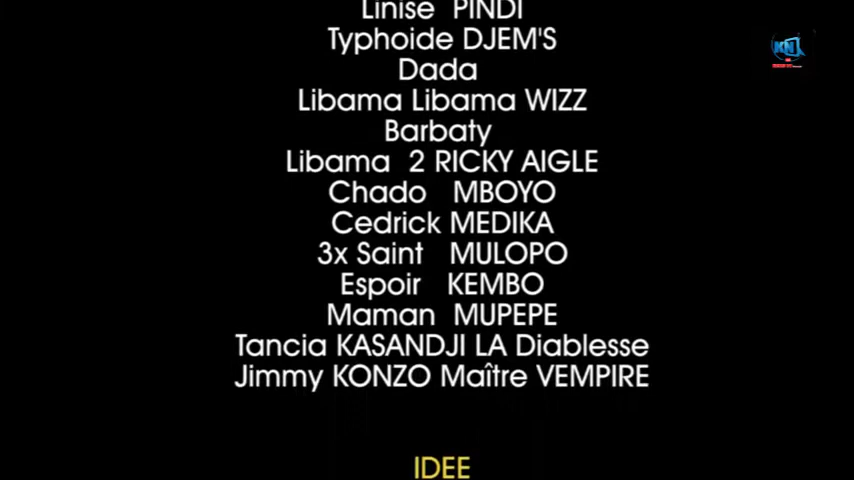 Linise PINDI
Typhoide DJEM'S
Dada
Libama Libama WIZZ
Barbaty
Libama 2 RICKY AIGLE
Chado MBOYO
Cedrick MEDIKA
3x Saint MULOPO
Espoir KEMBO
Maman MUPEPE
Tancia KASANDJI LA Diablesse
Jimmy KONZO Maître VEMPIRE
IDEE